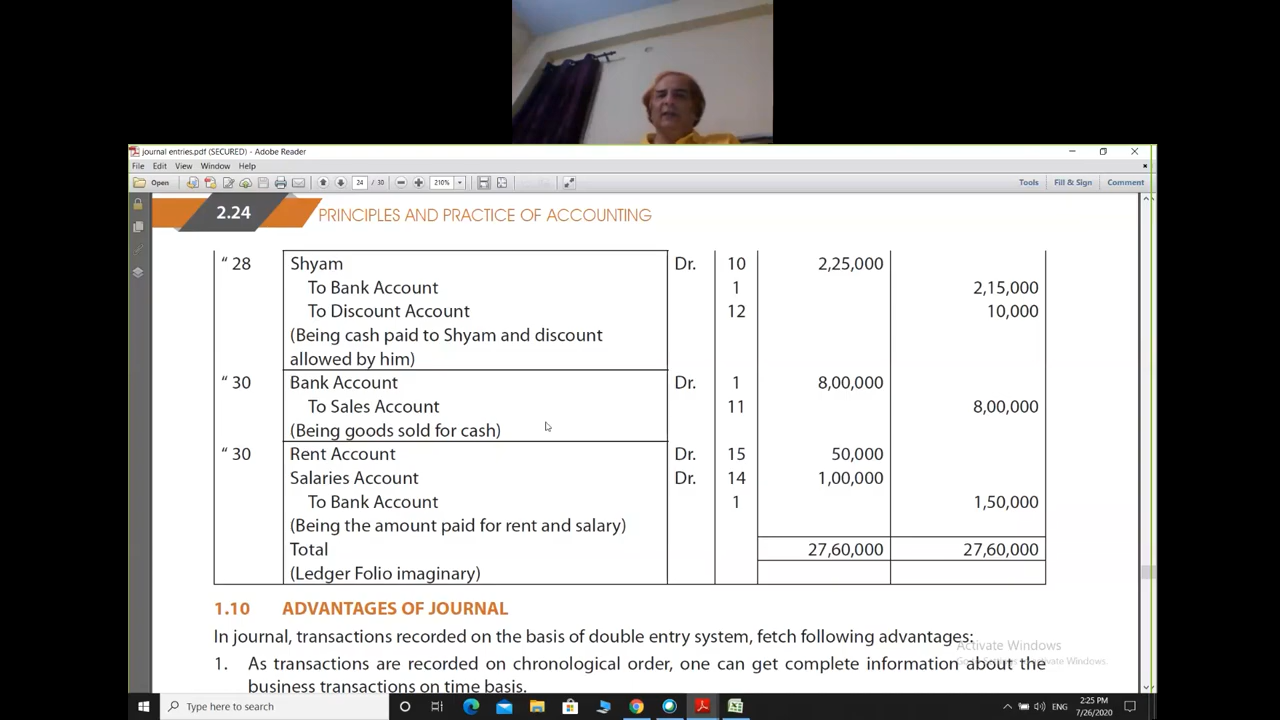 journal entries.pdf (SECURED) - Adobe Reader
File Edit View Window Help
Open 24 / 30 210% Tools Fill & Sign Comment
2.24 PRINCIPLES AND PRACTICE OF ACCOUNTING
“ 28 Shyam Dr. 10 2,25,000
To Bank Account 1 2,15,000
To Discount Account 12 10,000
(Being cash paid to Shyam and discount
allowed by him)
“ 30 Bank Account Dr. 1 8,00,000
To Sales Account 11 8,00,000
(Being goods sold for cash)
“ 30 Rent Account Dr. 15 50,000
Salaries Account Dr. 14 1,00,000
To Bank Account 1 1,50,000
(Being the amount paid for rent and salary)
Total 27,60,000 27,60,000
(Ledger Folio imaginary)
1.10 ADVANTAGES OF JOURNAL
In journal, transactions recorded on the basis of double entry system, fetch following advantages:
Activate Windows
1. As transactions are recorded on chronological order, one can get complete information about the
business transactions on time basis.
Type here to search
ENG
2:25 PM
7/26/2020